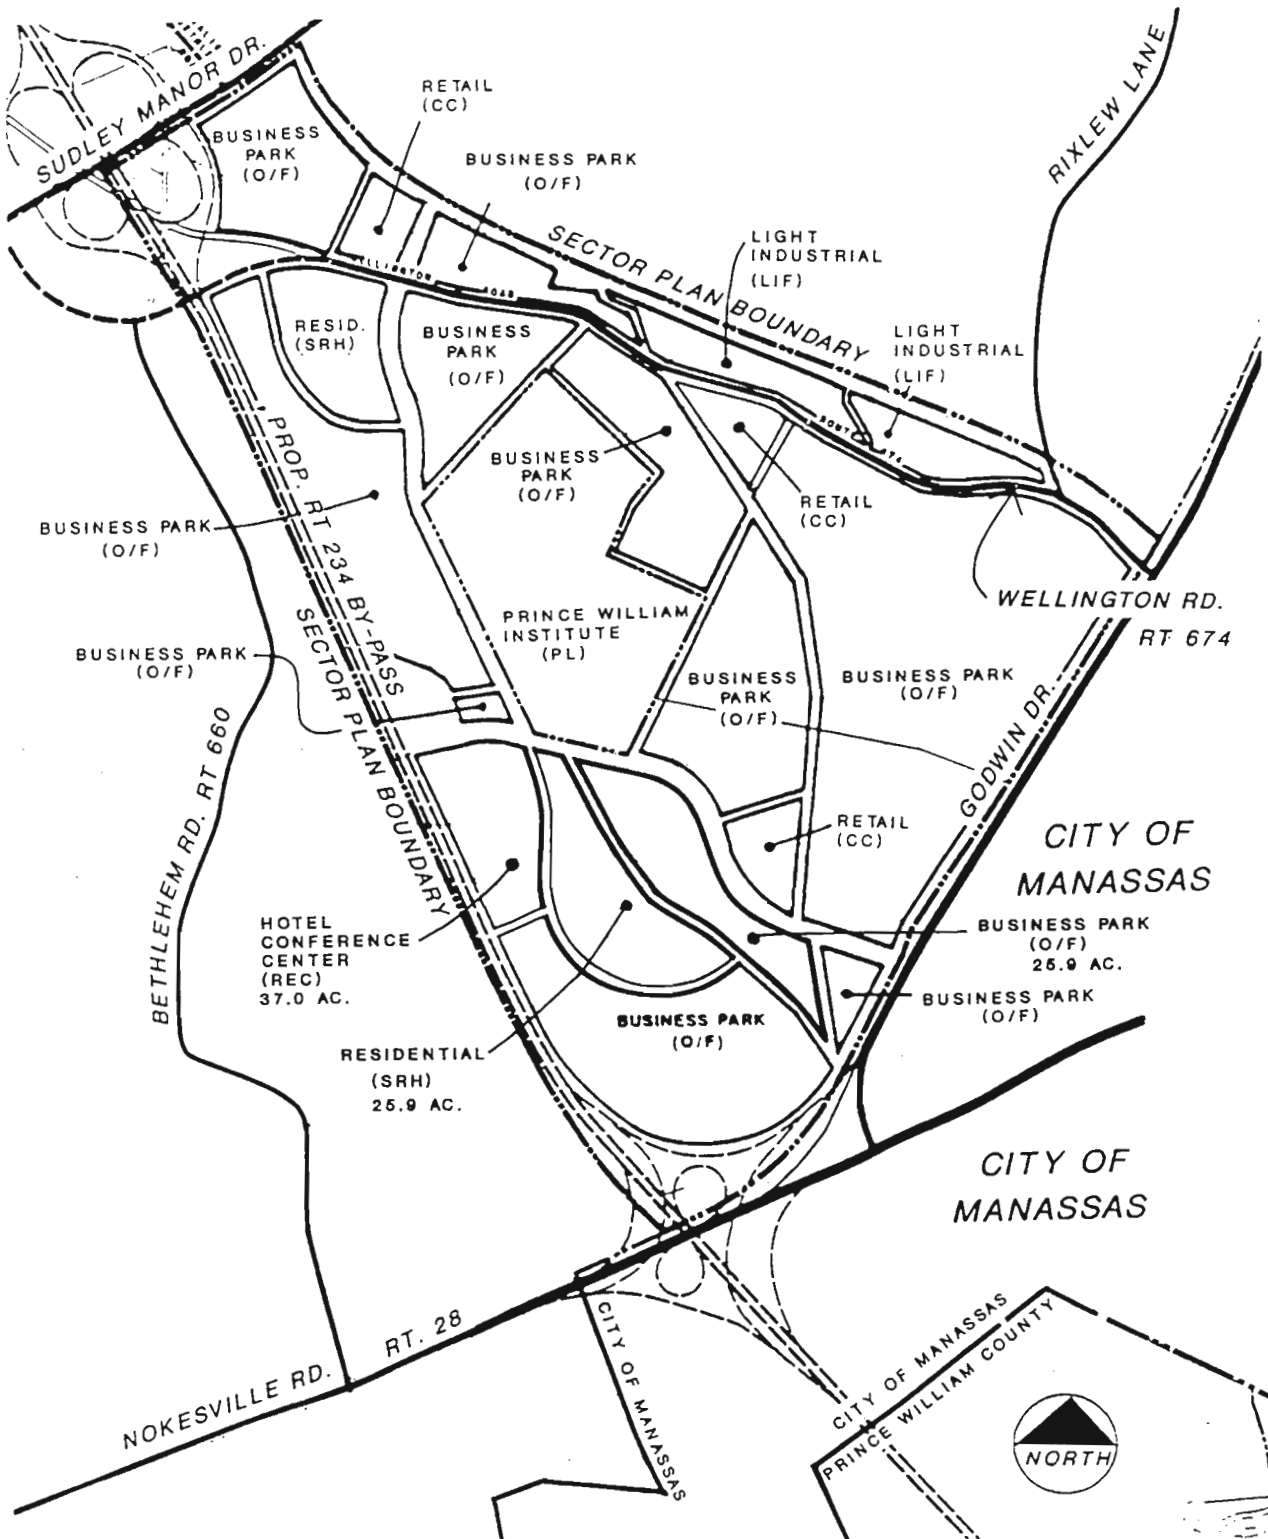 SUDLEY MANOR DR.
RETAIL
(CC)
BUSINESS
PARK
(O/F)
BUSINESS PARK
(O/F)
RIXLEW LANE
SECTOR PLAN BOUNDARY
LIGHT
INDUSTRIAL
(LIF)
LIGHT
INDUSTRIAL
(LIF)
ROAD
RESID.
(SRH)
BUSINESS
PARK
(O/F)
BUSINESS
PARK
(O/F)
RETAIL
(CC)
PROP. RT 234 BY-PASS
BUSINESS PARK
(O/F)
WELLINGTON RD.
RT 674
PRINCE WILLIAM
INSTITUTE
(PL)
BUSINESS PARK
(O/F)
SECTOR PLAN BOUNDARY
BUSINESS
PARK
(O/F)
BUSINESS PARK
(O/F)
GODWIN DR.
BETHLEHEM RD. RT 660
RETAIL
(CC)
CITY OF
MANASSAS
HOTEL
CONFERENCE
CENTER
(REC)
37.0 AC.
BUSINESS PARK
(O/F)
25.9 AC.
BUSINESS PARK
(O/F)
BUSINESS PARK
(O/F)
RESIDENTIAL
(SRH)
25.9 AC.
CITY OF
MANASSAS
NOKESVILLE RD. RT. 28
CITY OF MANASSAS
CITY OF MANASSAS
PRINCE WILLIAM COUNTY
NORTH